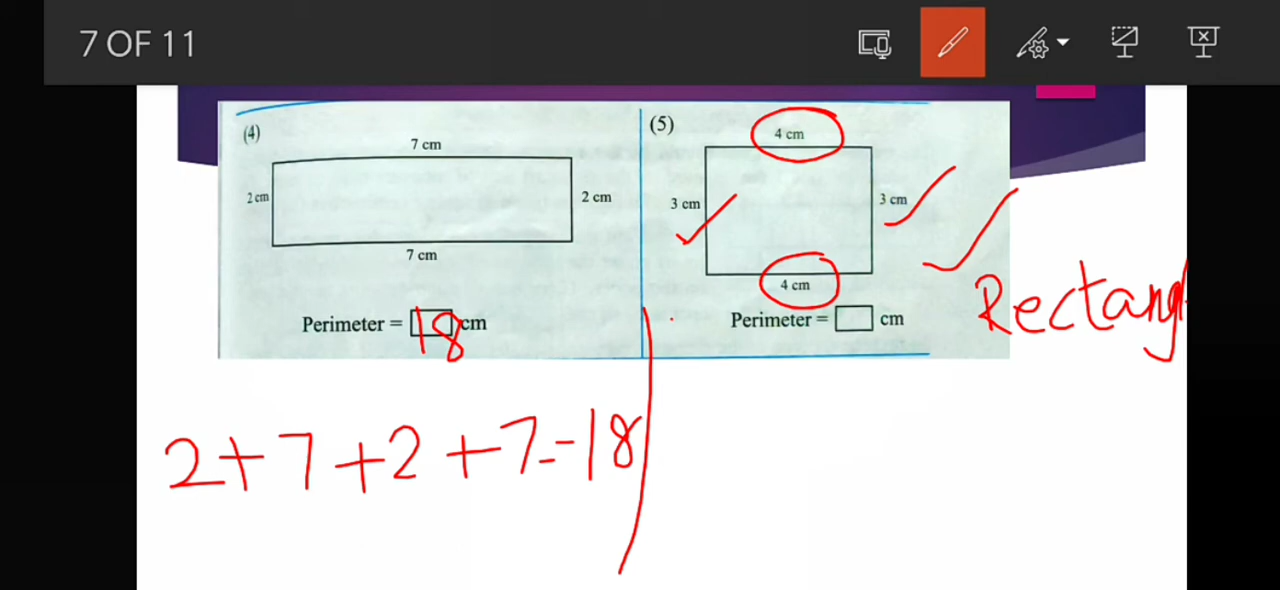 7 OF 11
(4)
7 cm
2 cm
2 cm
7 cm
Perimeter = 18 cm
(5)
4 cm
3 cm
3 cm
4 cm
Perimeter = cm
Rectangl
2+7+2+7=18